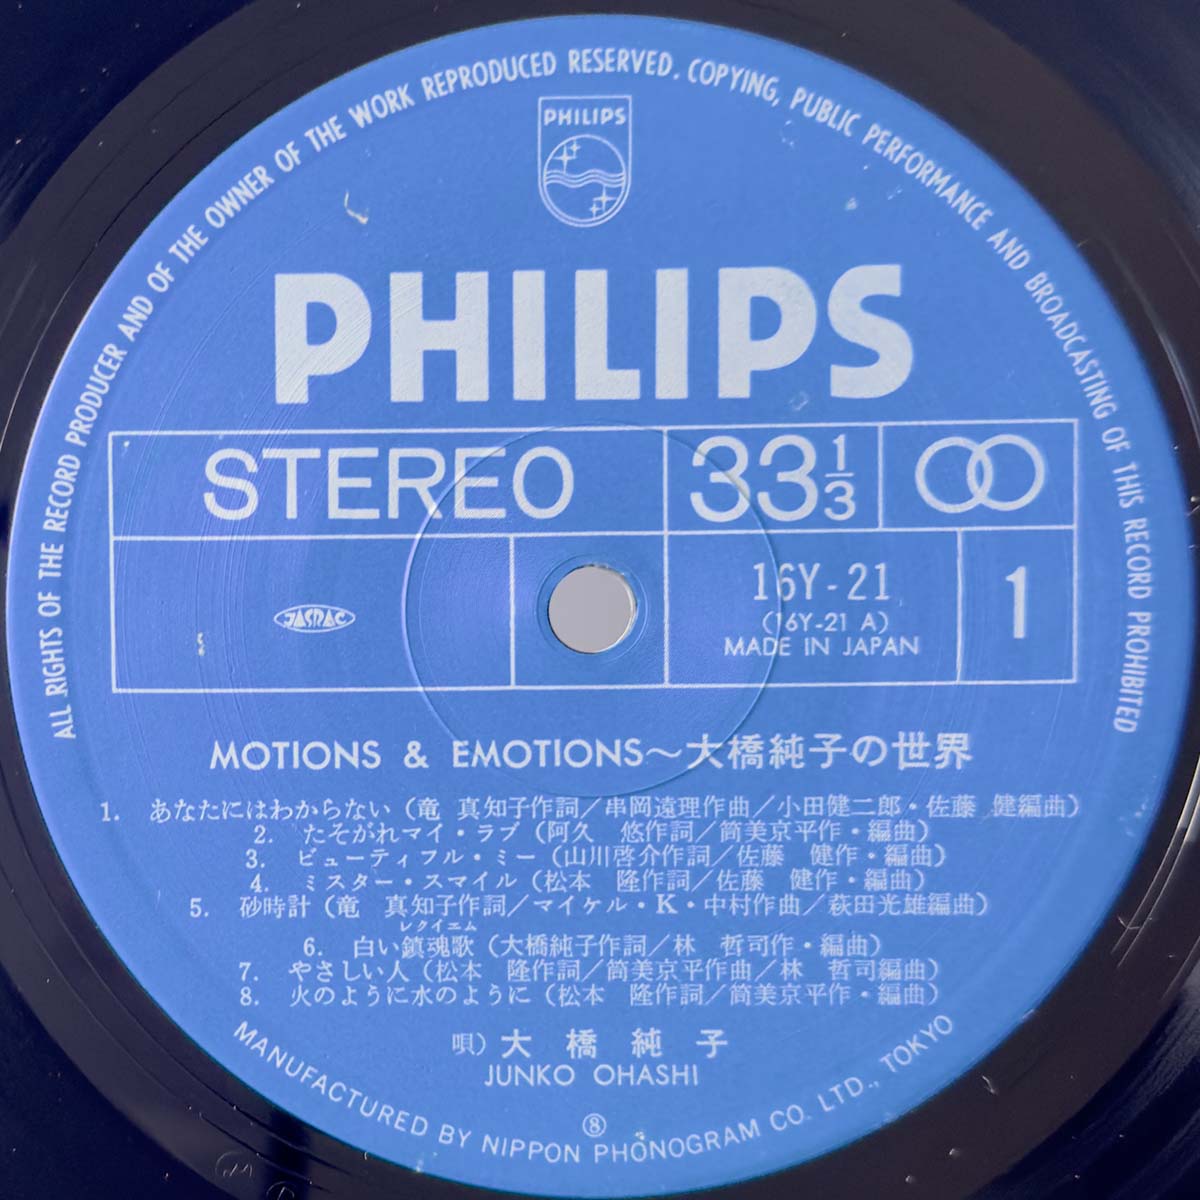 ALL RIGHTS OF THE RECORD PRODUCER AND OF THE OWNER OF THE WORK REPRODUCED RESERVED. COPYING, PUBLIC PERFORMANCE AND BROADCASTING OF THIS RECORD PROHIBITED
PHILIPS
PHILIPS
STEREO
33 1/3
JASRAC
16Y-21
(16Y-21 A)
MADE IN JAPAN
1
MOTIONS & EMOTIONS～大橋純子の世界
1. あなたにはわからない（竜 真知子作詞／串岡遠理作曲／小田健二郎・佐藤 健編曲）
2. たそがれマイ・ラブ（阿久 悠作詞／筒美京平作・編曲）
3. ビューティフル・ミー（山川啓介作詞／佐藤 健作・編曲）
4. ミスター・スマイル（松本 隆作詞／佐藤 健作・編曲）
5. 砂時計（竜 真知子作詞／マイケル・K・中村作曲／萩田光雄編曲）
レクイエム
6. 白い鎮魂歌（大橋純子作詞／林 哲司作・編曲）
7. やさしい人（松本 隆作詞／筒美京平作曲／林 哲司編曲）
8. 火のように水のように（松本 隆作詞／筒美京平作・編曲）
唄）大橋純子
JUNKO OHASHI
⑧
MANUFACTURED BY NIPPON PHONOGRAM CO. LTD., TOKYO